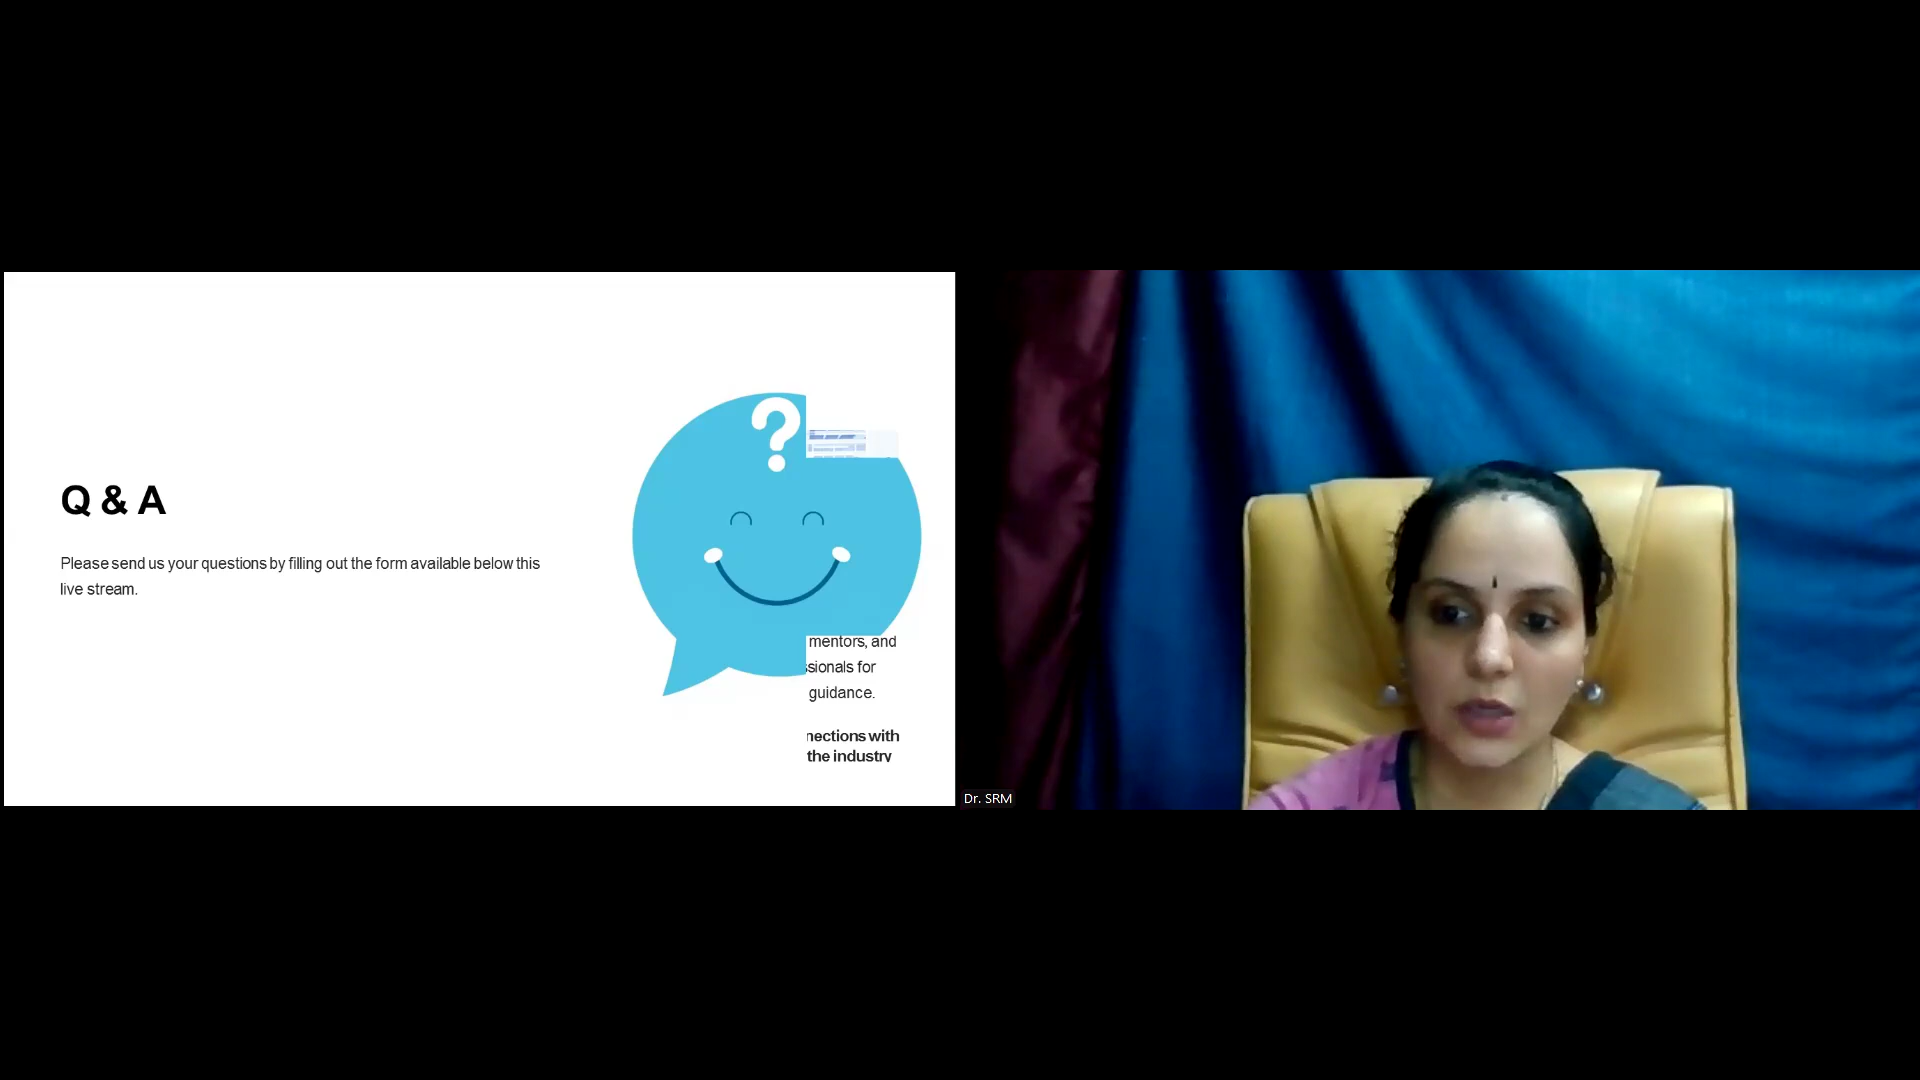 ?
Q & A
Please send us your questions by filling out the form available below this
live stream.
mentors, and
ssionals for
guidance.
nections with
the industry
Dr. SRM